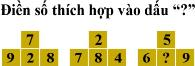 Điền số thích hợp vào dấu “?”
7 2 5
9 2 8 7 8 4 6 ? 9